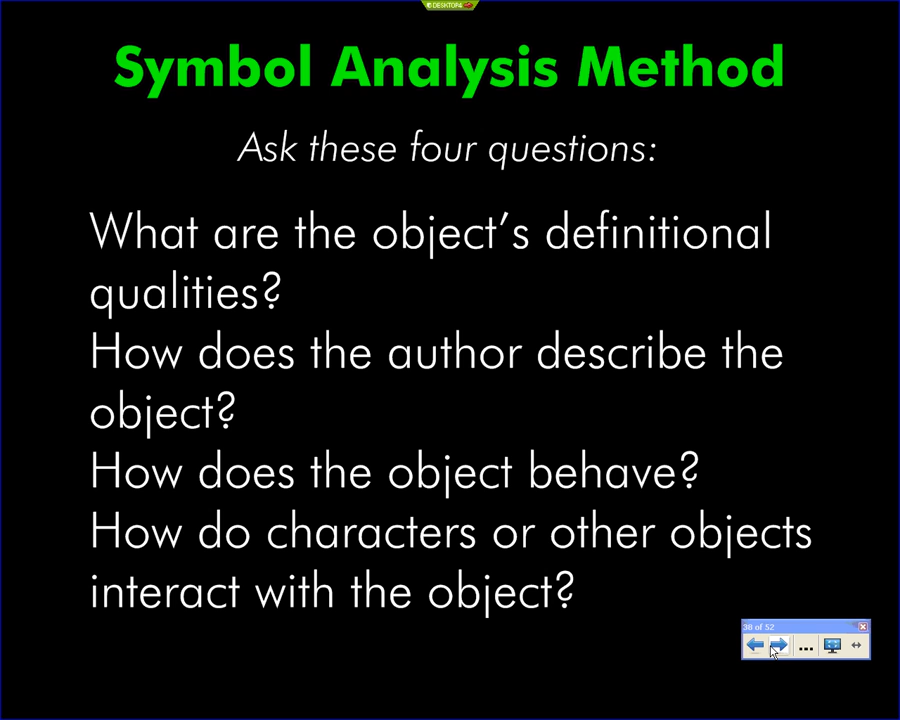 DESKTOP4
Symbol Analysis Method
Ask these four questions:
What are the object’s definitional
qualities?
How does the author describe the
object?
How does the object behave?
How do characters or other objects
interact with the object?
38 of 52
...